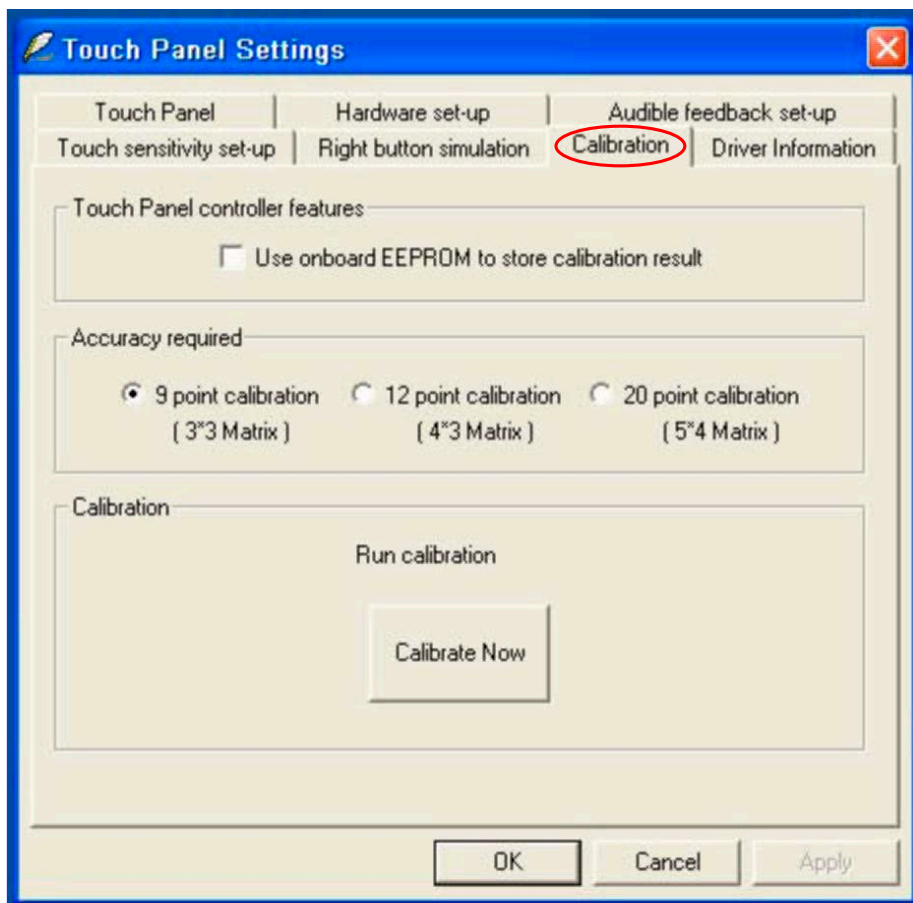 Touch Panel Settings
Touch Panel Hardware set-up Audible feedback set-up
Touch sensitivity set-up Right button simulation Calibration Driver Information
Touch Panel controller features
Use onboard EEPROM to store calibration result
Accuracy required
9 point calibration 12 point calibration 20 point calibration
( 3*3 Matrix ) ( 4*3 Matrix ) ( 5*4 Matrix )
Calibration
Run calibration
Calibrate Now
OK Cancel Apply